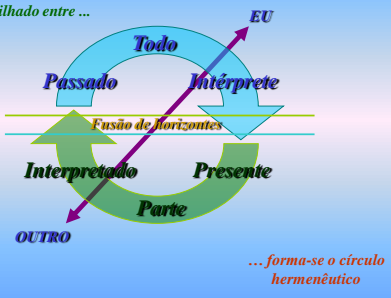 ilhado entre ...
EU
Todo
Passado
Intérprete
Fusão de horizontes
Interpretado
Presente
Parte
OUTRO
... forma-se o círculo
hermenêutico